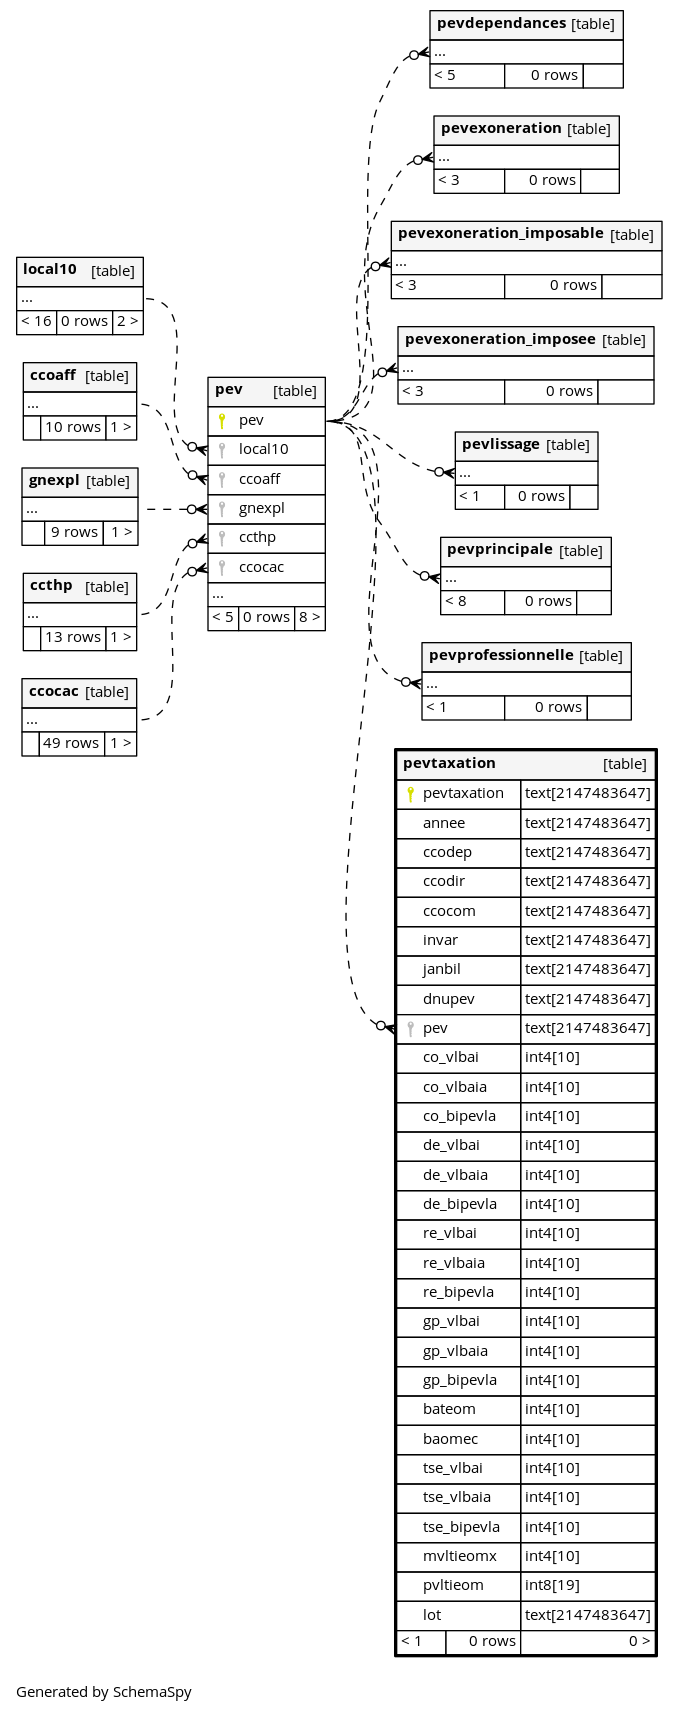 pevdependances [table]
...
< 5 0 rows
pevexoneration [table]
...
< 3 0 rows
pevexoneration_imposable [table]
...
< 3 0 rows
pevexoneration_imposee [table]
...
< 3 0 rows
pevlissage [table]
...
< 1 0 rows
pevprincipale [table]
...
< 8 0 rows
pevprofessionnelle [table]
...
< 1 0 rows
local10 [table]
...
< 16 0 rows 2 >
ccoaff [table]
...
10 rows 1 >
gnexpl [table]
...
9 rows 1 >
ccthp [table]
...
13 rows 1 >
ccocac [table]
...
49 rows 1 >
pev [table]
pev
local10
ccoaff
gnexpl
ccthp
ccocac
...
< 5 0 rows 8 >
pevtaxation [table]
pevtaxation text[2147483647]
annee text[2147483647]
ccodep text[2147483647]
ccodir text[2147483647]
ccocom text[2147483647]
invar text[2147483647]
janbil text[2147483647]
dnupev text[2147483647]
pev text[2147483647]
co_vlbai int4[10]
co_vlbaia int4[10]
co_bipevla int4[10]
de_vlbai int4[10]
de_vlbaia int4[10]
de_bipevla int4[10]
re_vlbai int4[10]
re_vlbaia int4[10]
re_bipevla int4[10]
gp_vlbai int4[10]
gp_vlbaia int4[10]
gp_bipevla int4[10]
bateom int4[10]
baomec int4[10]
tse_vlbai int4[10]
tse_vlbaia int4[10]
tse_bipevla int4[10]
mvltieomx int4[10]
pvltieom int8[19]
lot text[2147483647]
< 1 0 rows 0 >
Generated by SchemaSpy